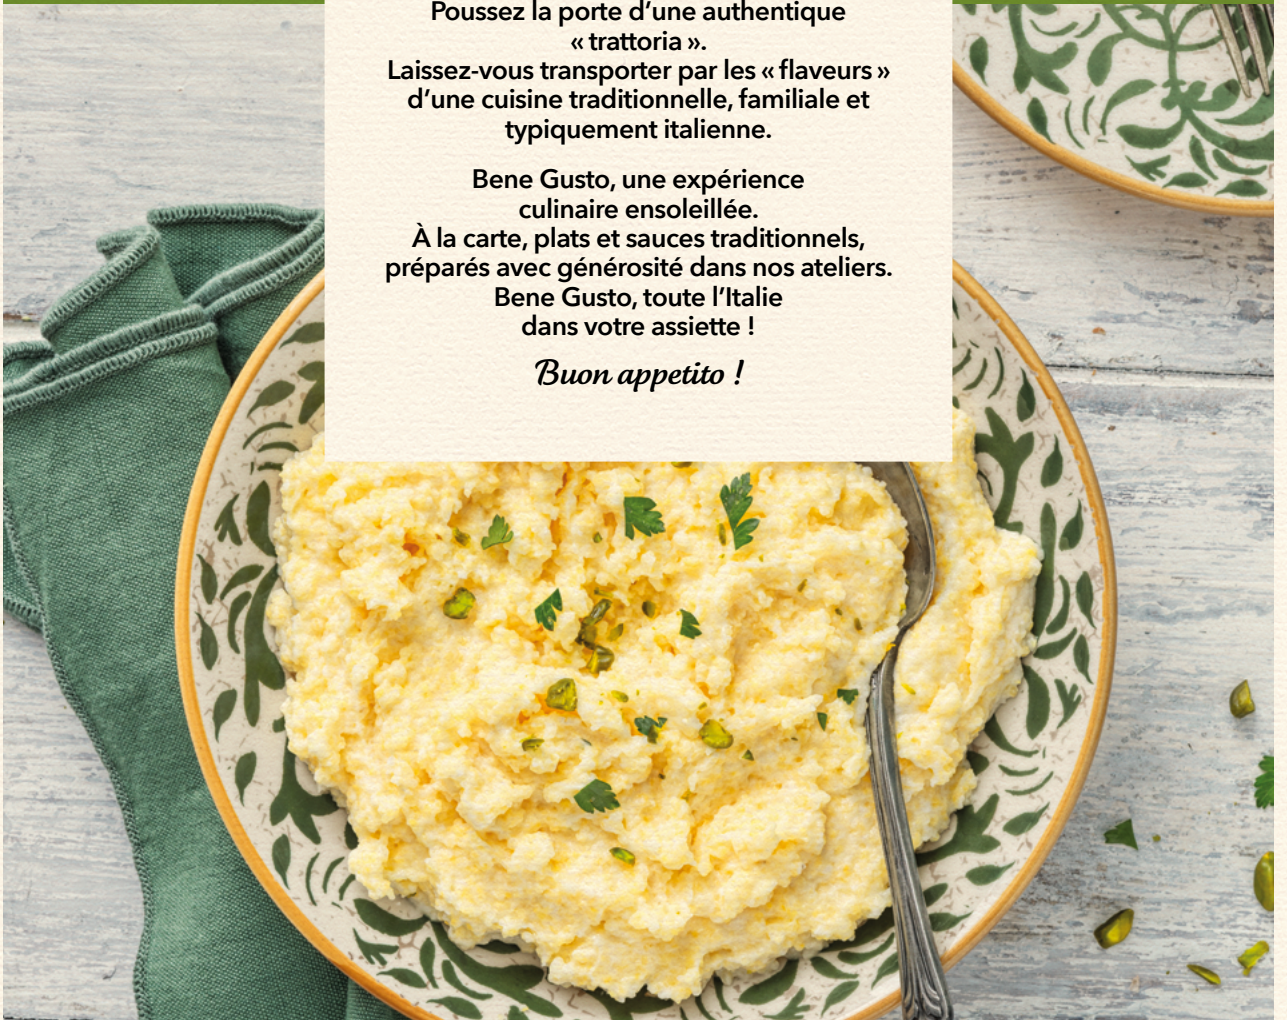 Poussez la porte d’une authentique
« trattoria ».
Laissez-vous transporter par les « flaveurs »
d’une cuisine traditionnelle, familiale et
typiquement italienne.
Bene Gusto, une expérience
culinaire ensoleillée.
À la carte, plats et sauces traditionnels,
préparés avec générosité dans nos ateliers.
Bene Gusto, toute l’Italie
dans votre assiette !
Buon appetito !